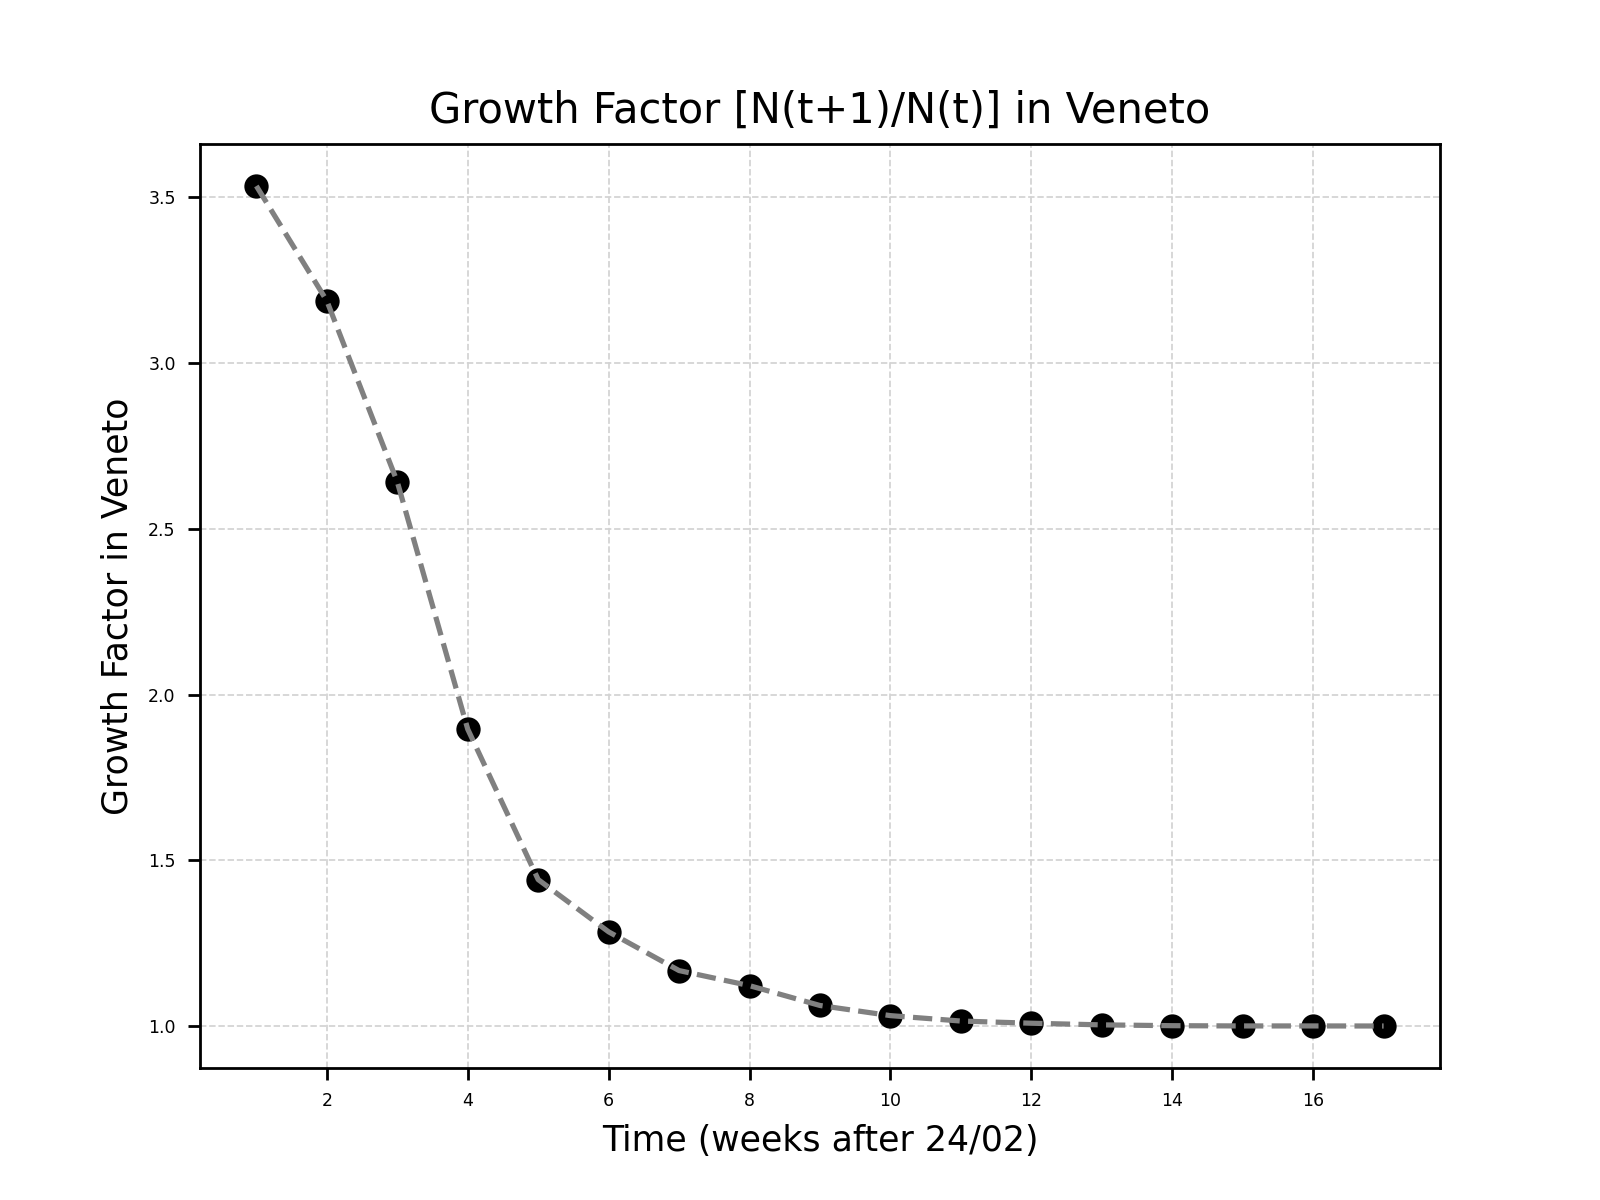 Growth Factor [N(t+1)/N(t)] in Veneto
Growth Factor in Veneto
3.5
3.0
2.5
2.0
1.5
1.0
2 4 6 8 10 12 14 16
Time (weeks after 24/02)